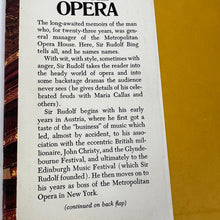 OPERA
The long-awaited memoirs of the man
who, for twenty-three years, was gen-
eral manager of the Metropolitan
Opera House. Here, Sir Rudolf Bing
tells all, and he names names.
With wit, with style, sometimes with
anger, Sir Rudolf takes the reader into
the heady world of opera and into
some backstage dramas the audience
never sees (he gives details of his cele-
brated feuds with Maria Callas and
others).
Sir Rudolf begins with his early
years in Austria, where he first got a
taste of the "business" of music which
led, almost by accident, to his associa-
tion with the eccentric British mil-
lionaire, John Christy, and the Glynde-
bourne Festival, and ultimately to the
Edinburgh Music Festival (which Sir
Rudolf founded). He then moves on to
his years as boss of the Metropolitan
Opera in New York.
(continued on back flap)